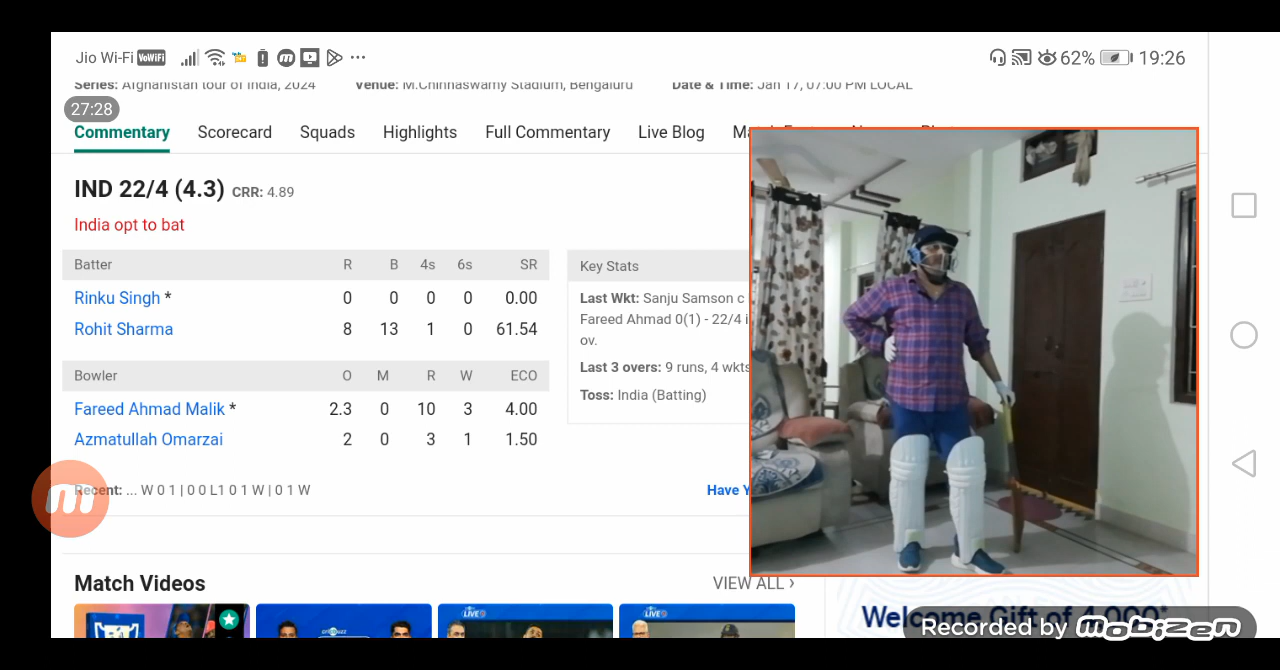 Jio Wi-Fi VoWiFi 62% 19:26
Series: Afghanistan tour of India, 2024 Venue: M.Chinnaswamy Stadium, Bengaluru Date & Time: Jan 17, 07:00 PM LOCAL
27:28
Commentary Scorecard Squads Highlights Full Commentary Live Blog
IND 22/4 (4.3) CRR: 4.89
India opt to bat
Batter R B 4s 6s SR
Rinku Singh * 0 0 0 0 0.00
Rohit Sharma 8 13 1 0 61.54
Bowler O M R W ECO
Fareed Ahmad Malik * 2.3 0 10 3 4.00
Azmatullah Omarzai 2 0 3 1 1.50
Key Stats
Last Wkt: Sanju Samson c
Fareed Ahmad 0(1) - 22/4 i
ov.
Last 3 overs: 9 runs, 4 wkts
Toss: India (Batting)
Recent: ... W 0 1 | 0 0 L1 0 1 W | 0 1 W
Have Y
Match Videos VIEW ALL ›
LIVE LIVE
Welcome Gift of 4,000*
Recorded by mobizen